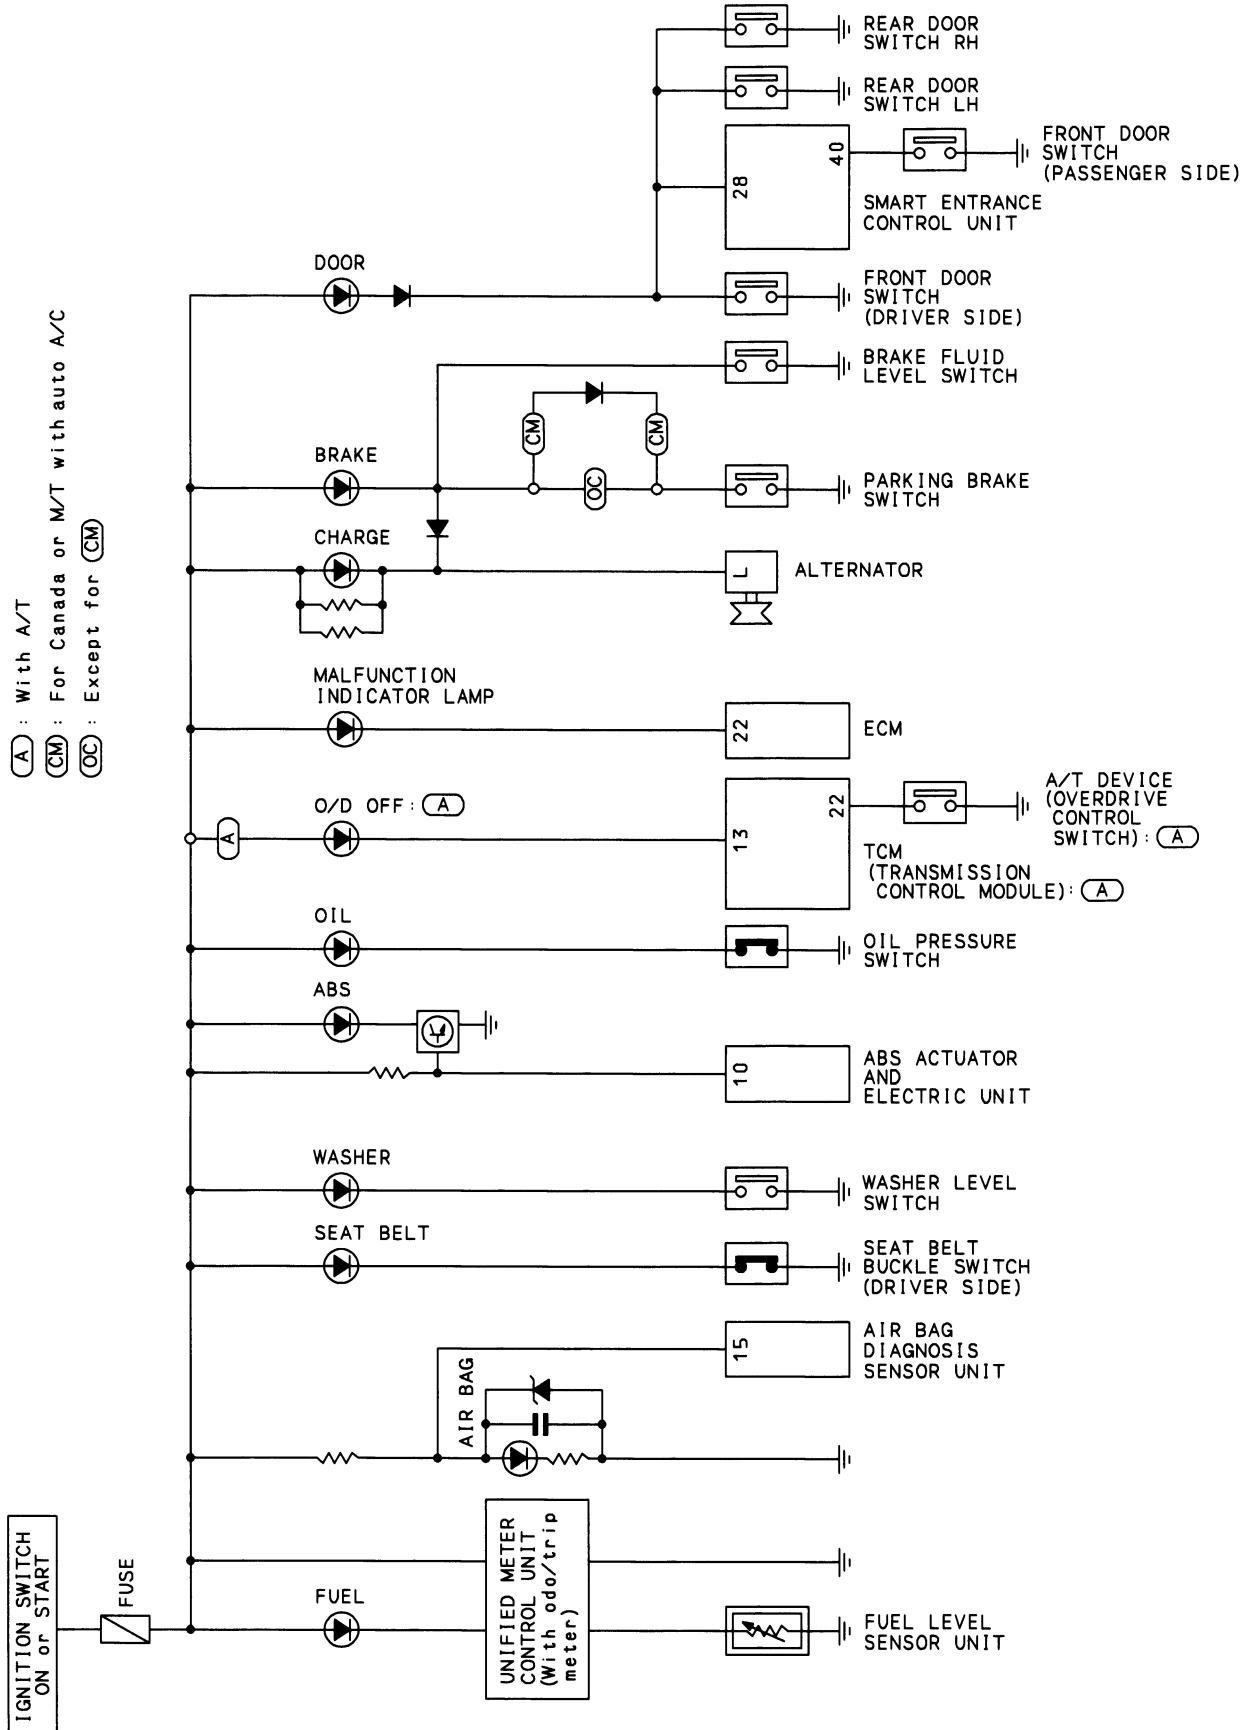 REAR DOOR
SWITCH RH
REAR DOOR
SWITCH LH
28
40
FRONT DOOR
SWITCH
(PASSENGER SIDE)
SMART ENTRANCE
CONTROL UNIT
DOOR
FRONT DOOR
SWITCH
(DRIVER SIDE)
BRAKE FLUID
LEVEL SWITCH
CM
CM
BRAKE
OC
PARKING BRAKE
SWITCH
CHARGE
L
ALTERNATOR
A : With A/T
CM : For Canada or M/T with auto A/C
OC : Except for CM
MALFUNCTION
INDICATOR LAMP
22
ECM
O/D OFF : A
A
13
22
A/T DEVICE
(OVERDRIVE
CONTROL
SWITCH) : A
TCM
(TRANSMISSION
CONTROL MODULE) : A
OIL
OIL PRESSURE
SWITCH
ABS
10
ABS ACTUATOR
AND
ELECTRIC UNIT
WASHER
WASHER LEVEL
SWITCH
SEAT BELT
SEAT BELT
BUCKLE SWITCH
(DRIVER SIDE)
15
AIR BAG
DIAGNOSIS
SENSOR UNIT
AIR BAG
IGNITION SWITCH
ON or START
FUSE
UNIFIED METER
CONTROL UNIT
(With odo/trip
meter)
FUEL
FUEL LEVEL
SENSOR UNIT